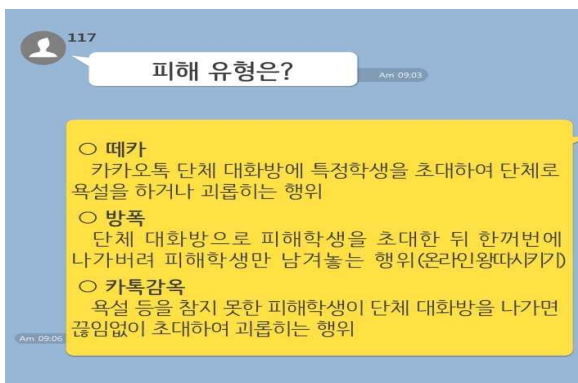 117
피해 유형은?
Am 09:03
○ 떼카
카카오톡 단체 대화방에 특정학생을 초대하여 단체로
욕설을 하거나 괴롭히는 행위
○ 방폭
단체 대화방으로 피해학생을 초대한 뒤 한꺼번에
나가버려 피해학생만 남겨놓는 행위(온라인왕따시키기)
○ 카톡감옥
욕설 등을 참지 못한 피해학생이 단체 대화방을 나가면
끊임없이 초대하여 괴롭히는 행위
Am 09:06